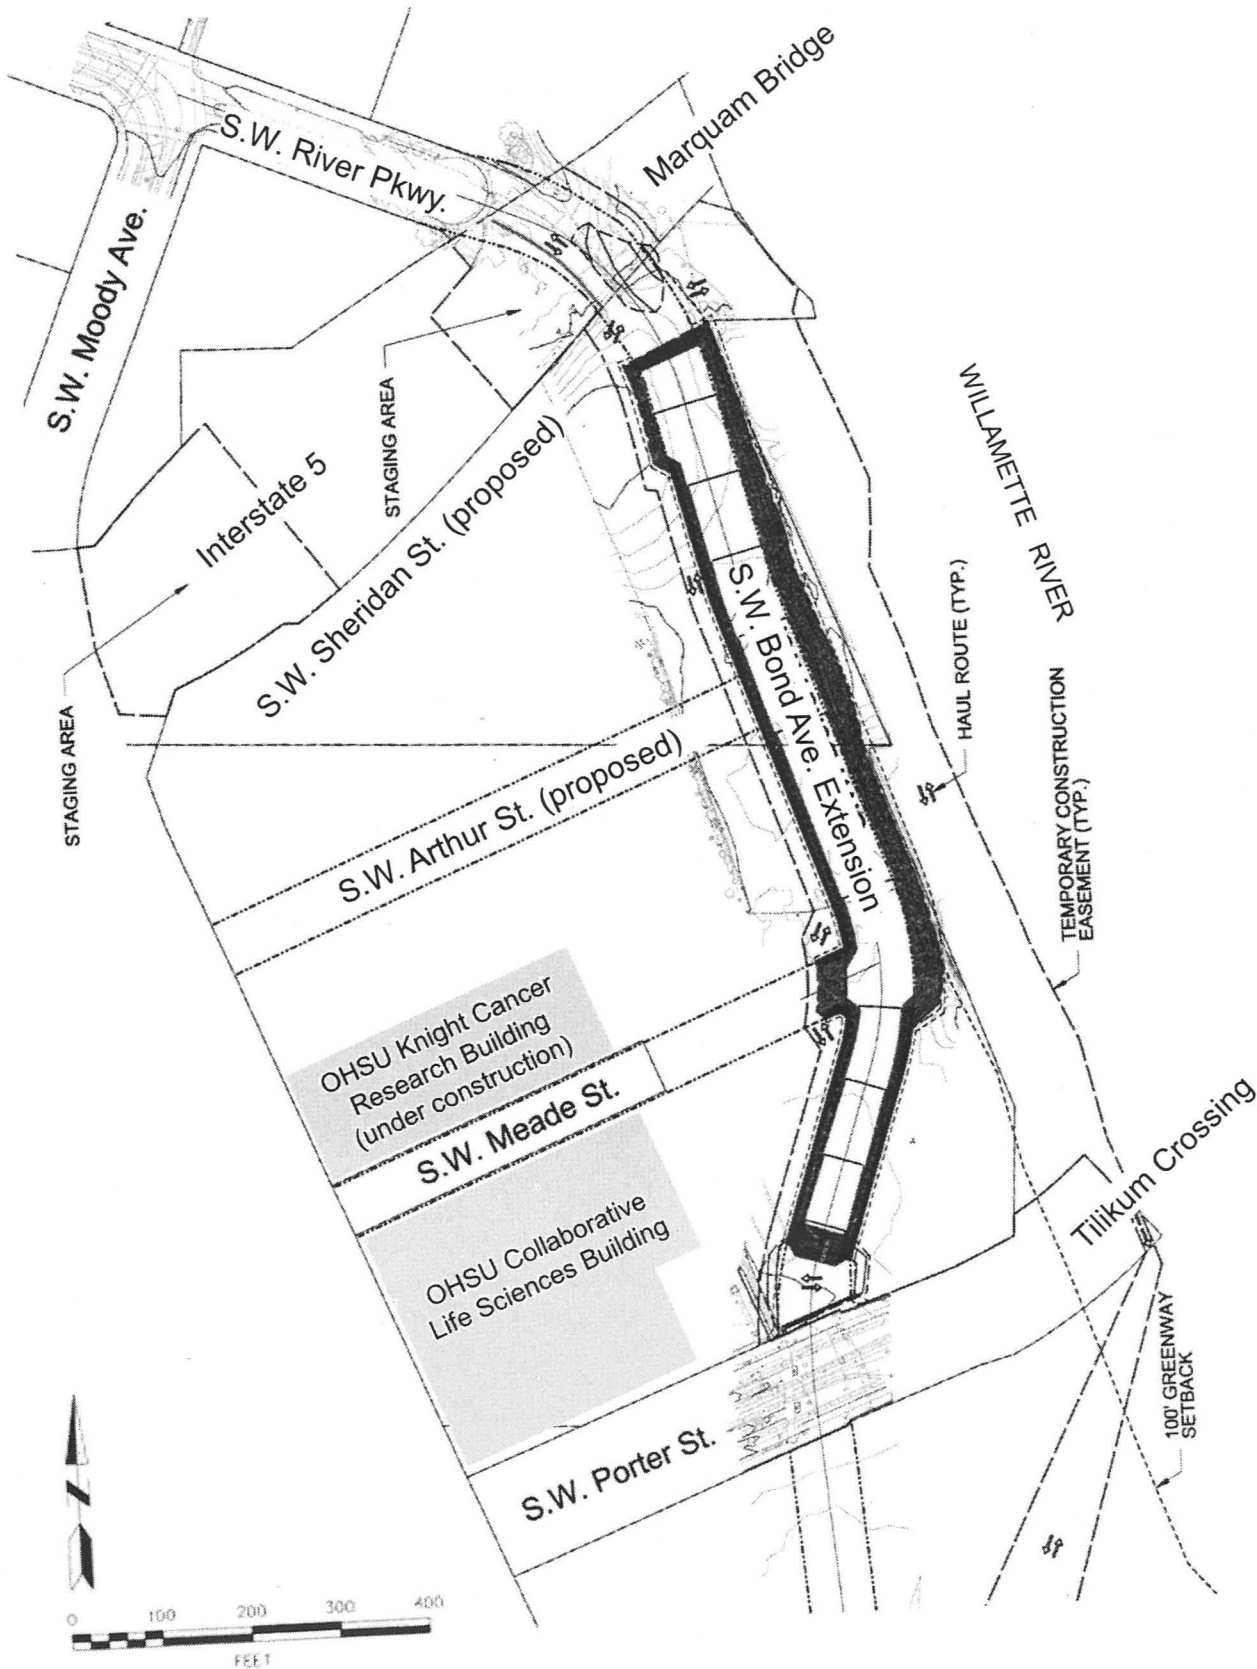 Marquam Bridge
S.W. River Pkwy.
S.W. Moody Ave.
STAGING AREA
Interstate 5
S.W. Sheridan St. (proposed)
WILLAMETTE RIVER
S.W. Bond Ave. Extension
HAUL ROUTE (TYP.)
STAGING AREA
TEMPORARY CONSTRUCTION
EASEMENT (TYP.)
S.W. Arthur St. (proposed)
OHSU Knight Cancer
Research Building
(under construction)
S.W. Meade St.
OHSU Collaborative
Life Sciences Building
Tilikum Crossing
100' GREENWAY
SETBACK
S.W. Porter St.
N
0 100 200 300 400
FEET